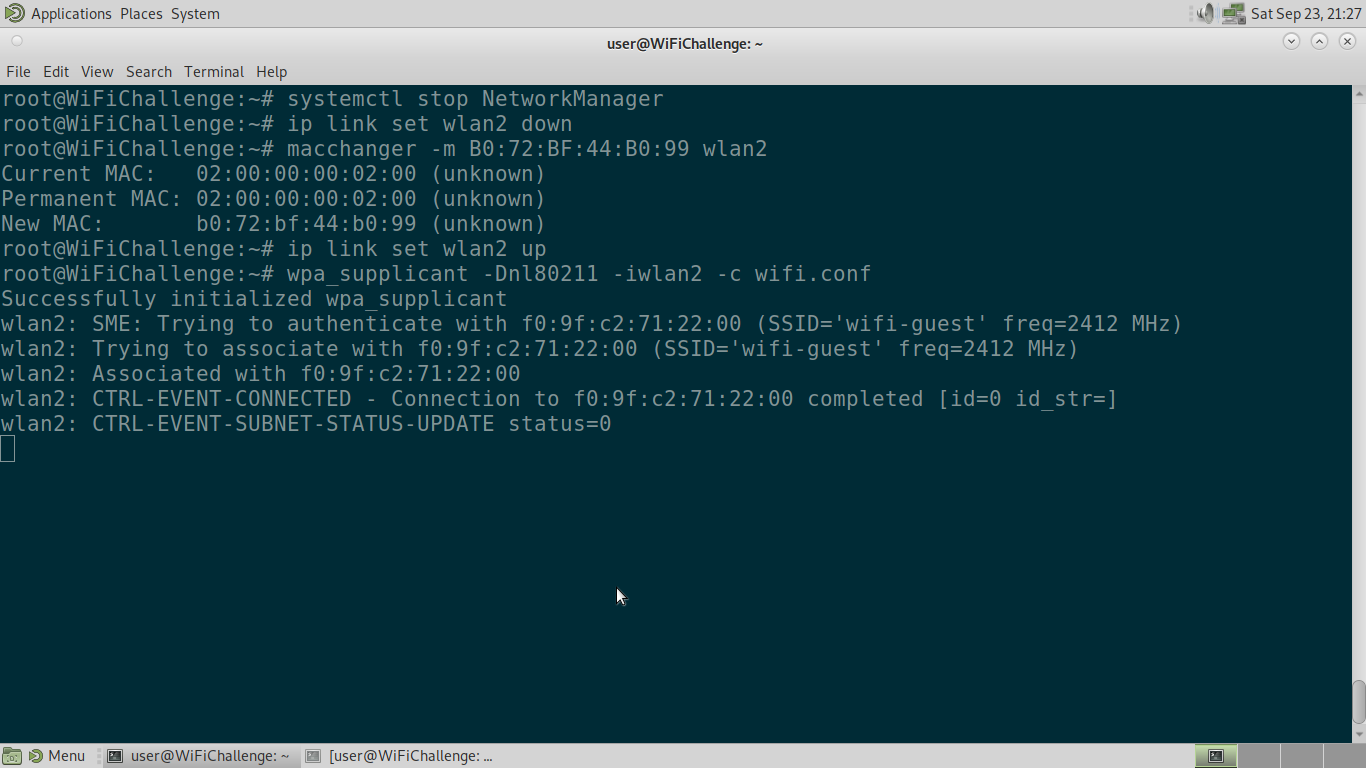 Applications Places System Sat Sep 23, 21:27
user@WiFiChallenge: ~
File Edit View Search Terminal Help
root@WiFiChallenge:~# systemctl stop NetworkManager
root@WiFiChallenge:~# ip link set wlan2 down
root@WiFiChallenge:~# macchanger -m B0:72:BF:44:B0:99 wlan2
Current MAC:   02:00:00:00:02:00 (unknown)
Permanent MAC: 02:00:00:00:02:00 (unknown)
New MAC:       b0:72:bf:44:b0:99 (unknown)
root@WiFiChallenge:~# ip link set wlan2 up
root@WiFiChallenge:~# wpa_supplicant -Dnl80211 -iwlan2 -c wifi.conf
Successfully initialized wpa_supplicant
wlan2: SME: Trying to authenticate with f0:9f:c2:71:22:00 (SSID='wifi-guest' freq=2412 MHz)
wlan2: Trying to associate with f0:9f:c2:71:22:00 (SSID='wifi-guest' freq=2412 MHz)
wlan2: Associated with f0:9f:c2:71:22:00
wlan2: CTRL-EVENT-CONNECTED - Connection to f0:9f:c2:71:22:00 completed [id=0 id_str=]
wlan2: CTRL-EVENT-SUBNET-STATUS-UPDATE status=0
Menu user@WiFiChallenge: ~ [user@WiFiChallenge: ...